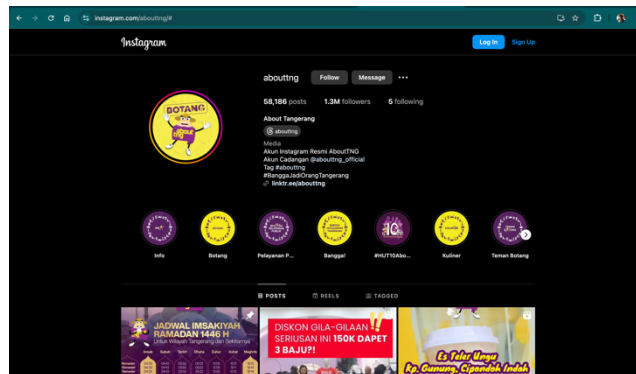 instagram.com/abouttng/#
Instagram
Log In
Sign Up
abouttng
Follow
Message
58,186 posts
1.3M followers
5 following
BOTANG
about
tng
About Tangerang
abouttng
Media
Akun Instagram Resmi AboutTNG
Akun Cadangan @abouttng_official
Tag #abouttng
#BanggaJadiOrangTangerang
linktr.ee/abouttng
Info
Botang
Pelayanan P...
Bangga!
#HUT10Abo...
Kuliner
Teman Botang
POSTS
REELS
TAGGED
JADWAL IMSAKIYAH
RAMADAN 1446 H
Untuk Wilayah Tangerang dan Sekitarnya
DISKON GILA-GILAAN
SERIUSAN INI 150K DAPET
3 BAJU?!
Es Teler Ungu
Kp. Gunung, Cipondoh Indah